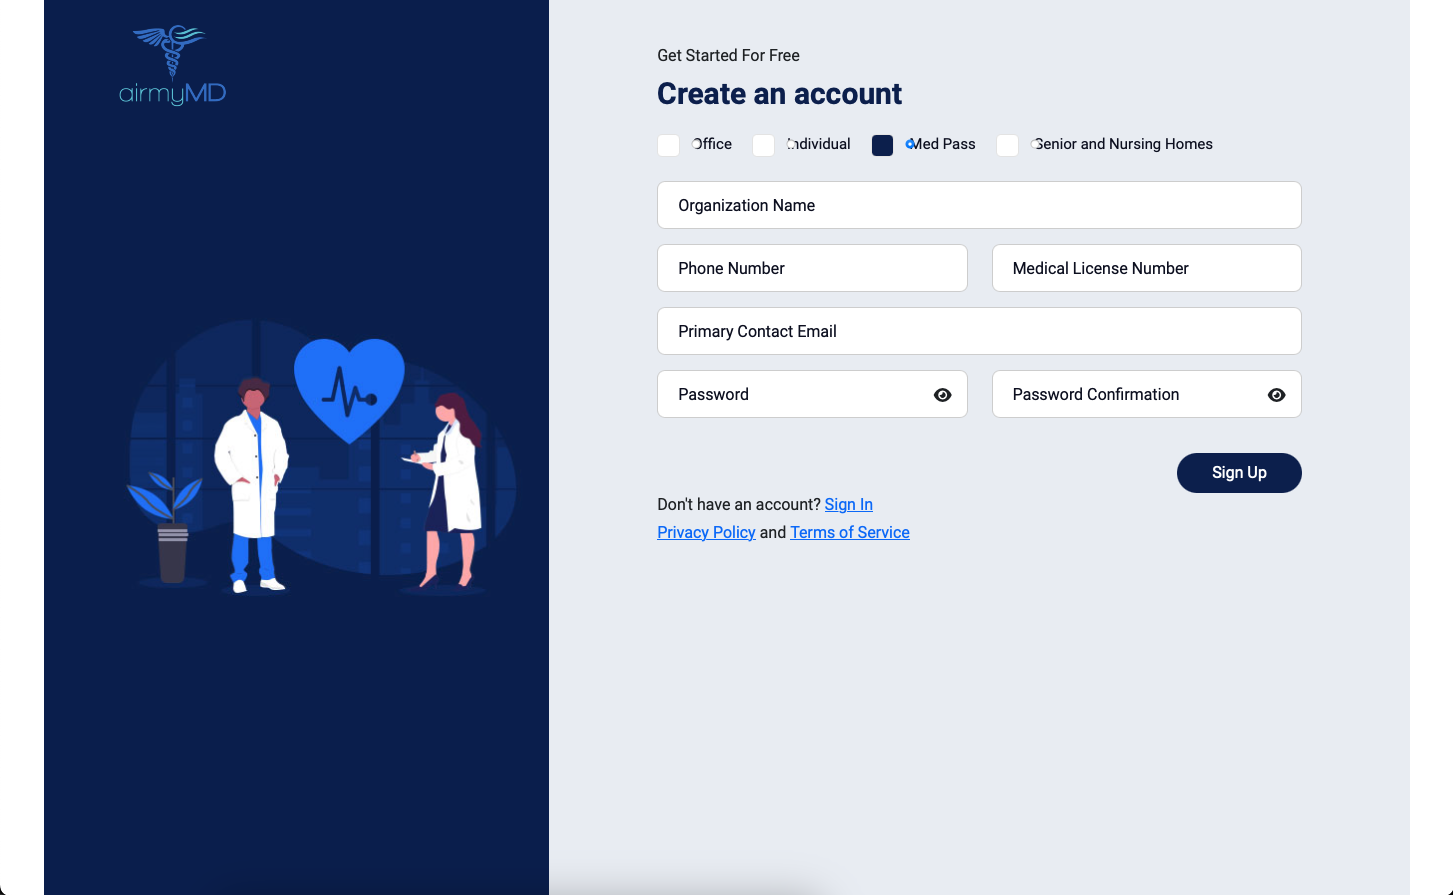 airmyMD
Get Started For Free
Create an account
Office Individual Med Pass Senior and Nursing Homes
Organization Name
Phone Number Medical License Number
Primary Contact Email
Password Password Confirmation
Sign Up
Don't have an account? Sign In
Privacy Policy and Terms of Service